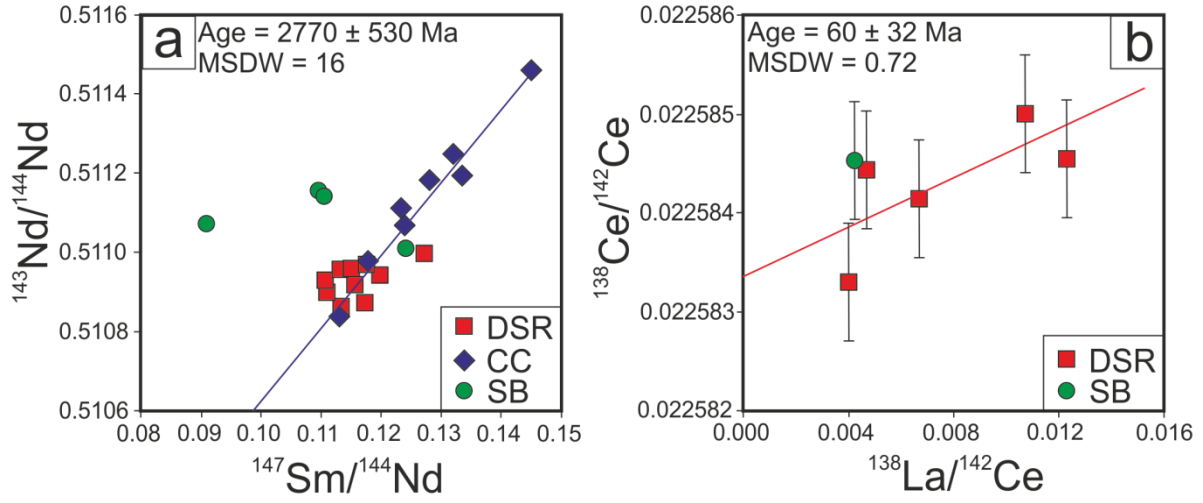 a
Age = 2770 ± 530 Ma
MSDW = 16
¹⁴³Nd/¹⁴⁴Nd
0.5116
0.5114
0.5112
0.5110
0.5108
0.5106
0.08 0.09 0.10 0.11 0.12 0.13 0.14 0.15
¹⁴⁷Sm/¹⁴⁴Nd
DSR
CC
SB
b
Age = 60 ± 32 Ma
MSDW = 0.72
¹³⁸Ce/¹⁴²Ce
0.022586
0.022585
0.022584
0.022583
0.022582
0.000 0.004 0.008 0.012 0.016
¹³⁸La/¹⁴²Ce
DSR
SB